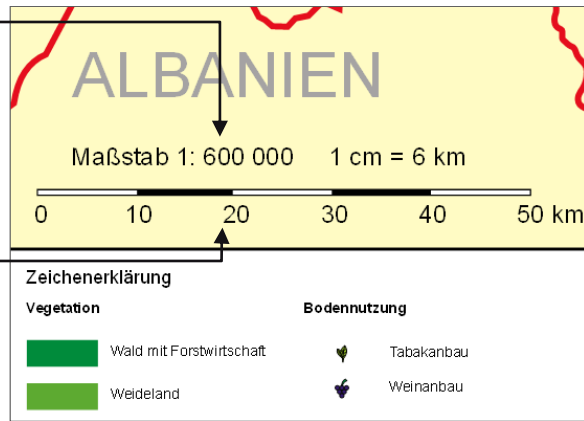 ALBANIEN
Maßstab 1: 600 000 1 cm = 6 km
0 10 20 30 40 50 km
Zeichenerklärung
Vegetation Bodennutzung
Wald mit Forstwirtschaft Tabakanbau
Weideland Weinanbau